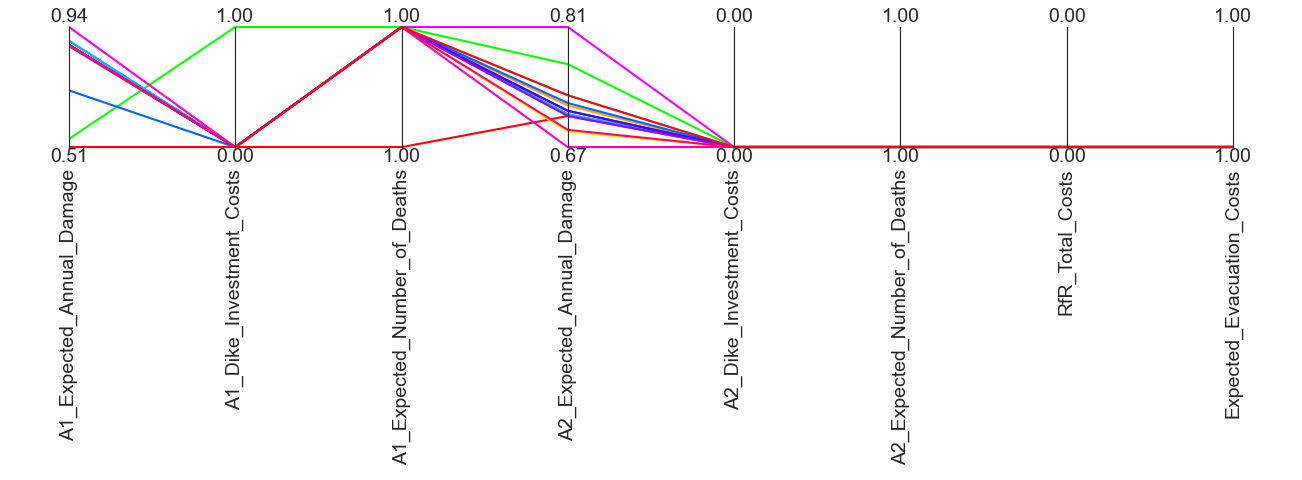 0.94 1.00 1.00 0.81 0.00 1.00 0.00 1.00
0.51 0.00 1.00 0.67 0.00 1.00 0.00 1.00
A1_Expected_Annual_Damage
A1_Dike_Investment_Costs
A1_Expected_Number_of_Deaths
A2_Expected_Annual_Damage
A2_Dike_Investment_Costs
A2_Expected_Number_of_Deaths
RfR_Total_Costs
Expected_Evacuation_Costs